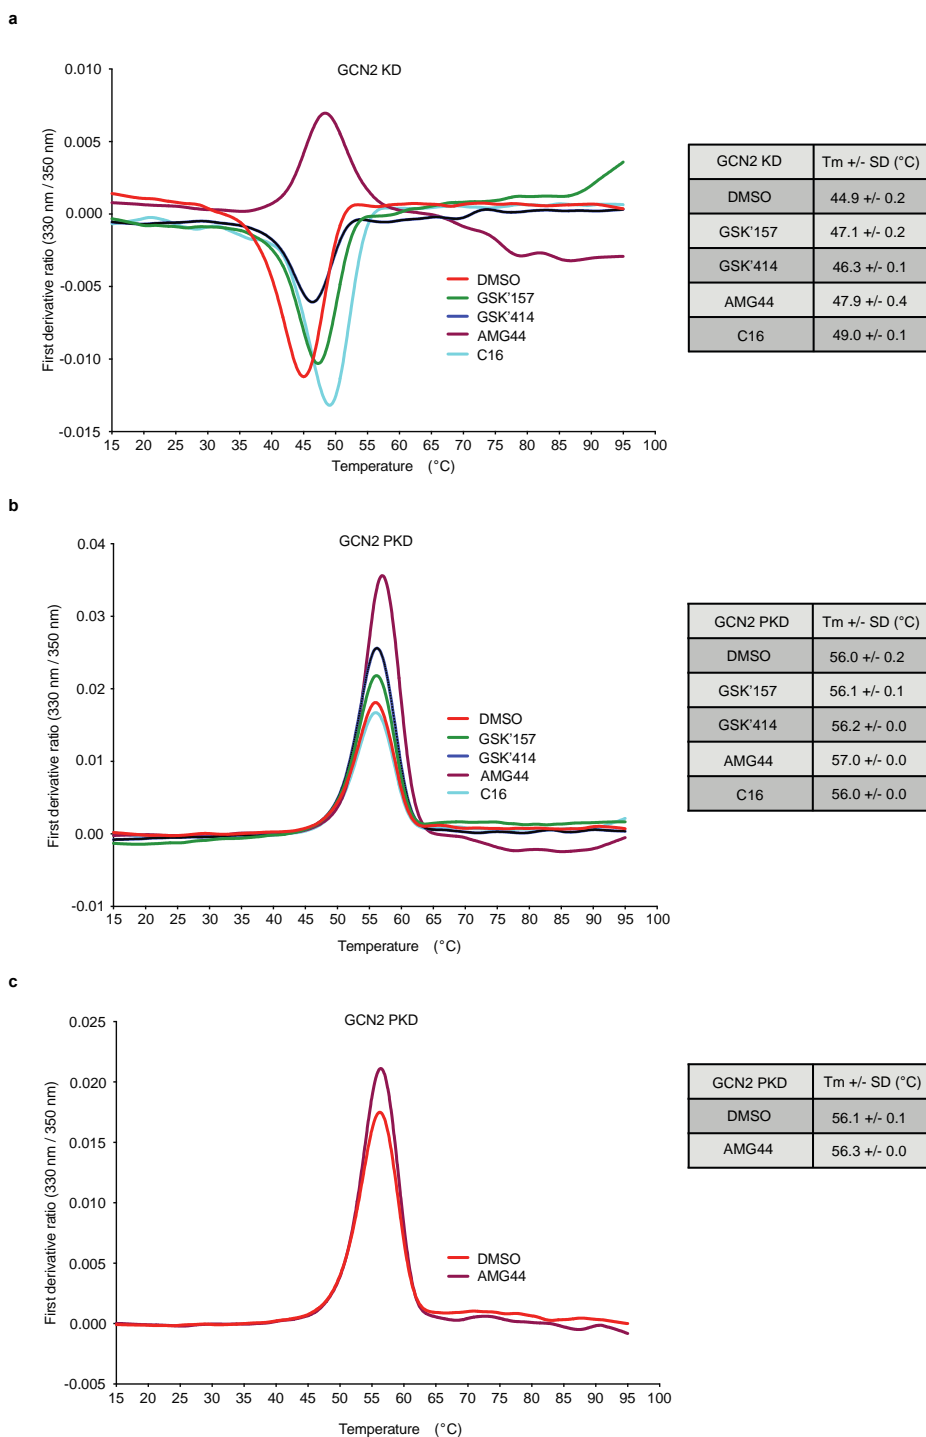 a
GCN2 KD
First derivative ratio (330 nm / 350 nm)
0.010
0.005
0.000
-0.005
-0.010
-0.015
15 20 25 30 35 40 45 50 55 60 65 70 75 80 85 90 95 100
Temperature (°C)
DMSO
GSK'157
GSK'414
AMG44
C16
GCN2 KD Tm +/- SD (°C)
DMSO 44.9 +/- 0.2
GSK'157 47.1 +/- 0.2
GSK'414 46.3 +/- 0.1
AMG44 47.9 +/- 0.4
C16 49.0 +/- 0.1
b
GCN2 PKD
First derivative ratio (330 nm / 350 nm)
0.04
0.03
0.02
0.01
0.00
-0.01
15 20 25 30 35 40 45 50 55 60 65 70 75 80 85 90 95 100
Temperature (°C)
DMSO
GSK'157
GSK'414
AMG44
C16
GCN2 PKD Tm +/- SD (°C)
DMSO 56.0 +/- 0.2
GSK'157 56.1 +/- 0.1
GSK'414 56.2 +/- 0.0
AMG44 57.0 +/- 0.0
C16 56.0 +/- 0.0
c
GCN2 PKD
First derivative ratio (330 nm / 350 nm)
0.025
0.020
0.015
0.010
0.005
0.000
-0.005
15 20 25 30 35 40 45 50 55 60 65 70 75 80 85 90 95 100
Temperature (°C)
DMSO
AMG44
GCN2 PKD Tm +/- SD (°C)
DMSO 56.1 +/- 0.1
AMG44 56.3 +/- 0.0